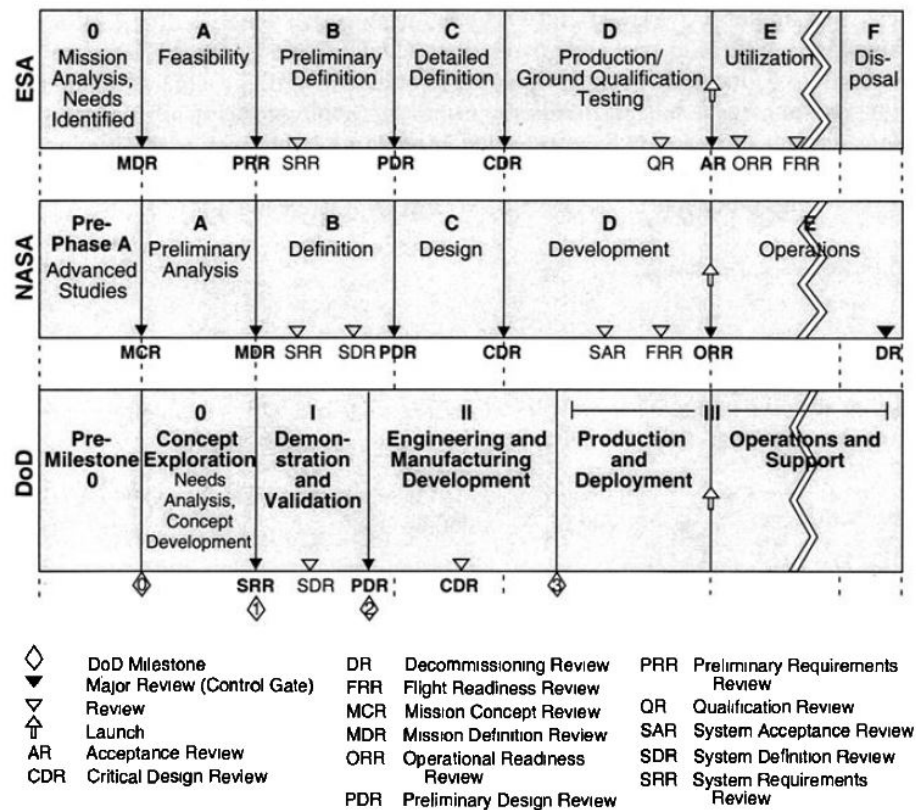 ESA
0 A B C D E F
Mission Analysis, Needs Identified
Feasibility
Preliminary Definition
Detailed Definition
Production/ Ground Qualification Testing
Utilization
Dis- posal
MDR PRR SRR PDR CDR QR AR ORR FRR
NASA
Pre- Phase A
Advanced Studies
A
Preliminary Analysis
B
Definition
C
Design
D
Development
E
Operations
MCR MDR SRR SDR PDR CDR SAR FRR ORR DR
DoD
Pre- Milestone 0
0
Concept Exploration
Needs Analysis, Concept Development
I
Demon- stration and Validation
II
Engineering and Manufacturing Development
III
Production and Deployment
Operations and Support
0 SRR 1 SDR PDR 2 CDR 3
DoD Milestone
Major Review (Control Gate)
Review
Launch
AR Acceptance Review
CDR Critical Design Review
DR Decommissioning Review
FRR Flight Readiness Review
MCR Mission Concept Review
MDR Mission Definition Review
ORR Operational Readiness
Review
PDR Preliminary Design Review
PRR Preliminary Requirements
Review
QR Qualification Review
SAR System Acceptance Review
SDR System Definition Review
SRR System Requirements
Review